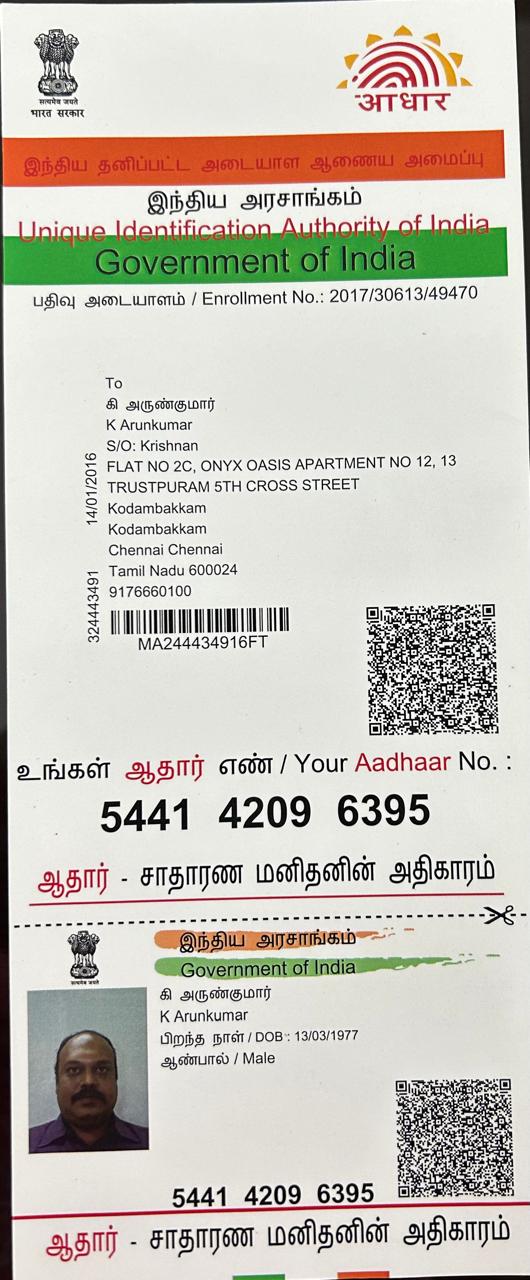 सत्यमेव जयते
भारत सरकार
आधार
இந்திய தனிப்பட்ட அடையாள ஆணைய அமைப்பு
இந்திய அரசாங்கம்
Unique Identification Authority of India
Government of India
பதிவு அடையாளம் / Enrollment No.: 2017/30613/49470
To
கி அருண்குமார்
K Arunkumar
S/O: Krishnan
FLAT NO 2C, ONYX OASIS APARTMENT NO 12, 13
TRUSTPURAM 5TH CROSS STREET
Kodambakkam
Kodambakkam
Chennai Chennai
Tamil Nadu 600024
9176660100
14/01/2016
324443491
MA244434916FT
உங்கள் ஆதார் எண் / Your Aadhaar No. :
5441 4209 6395
ஆதார் - சாதாரண மனிதனின் அதிகாரம்
இந்திய அரசாங்கம்
Government of India
सत्यमेव जयते
கி அருண்குமார்
K Arunkumar
பிறந்த நாள் / DOB : 13/03/1977
ஆண்பால் / Male
5441 4209 6395
ஆதார் - சாதாரண மனிதனின் அதிகாரம்